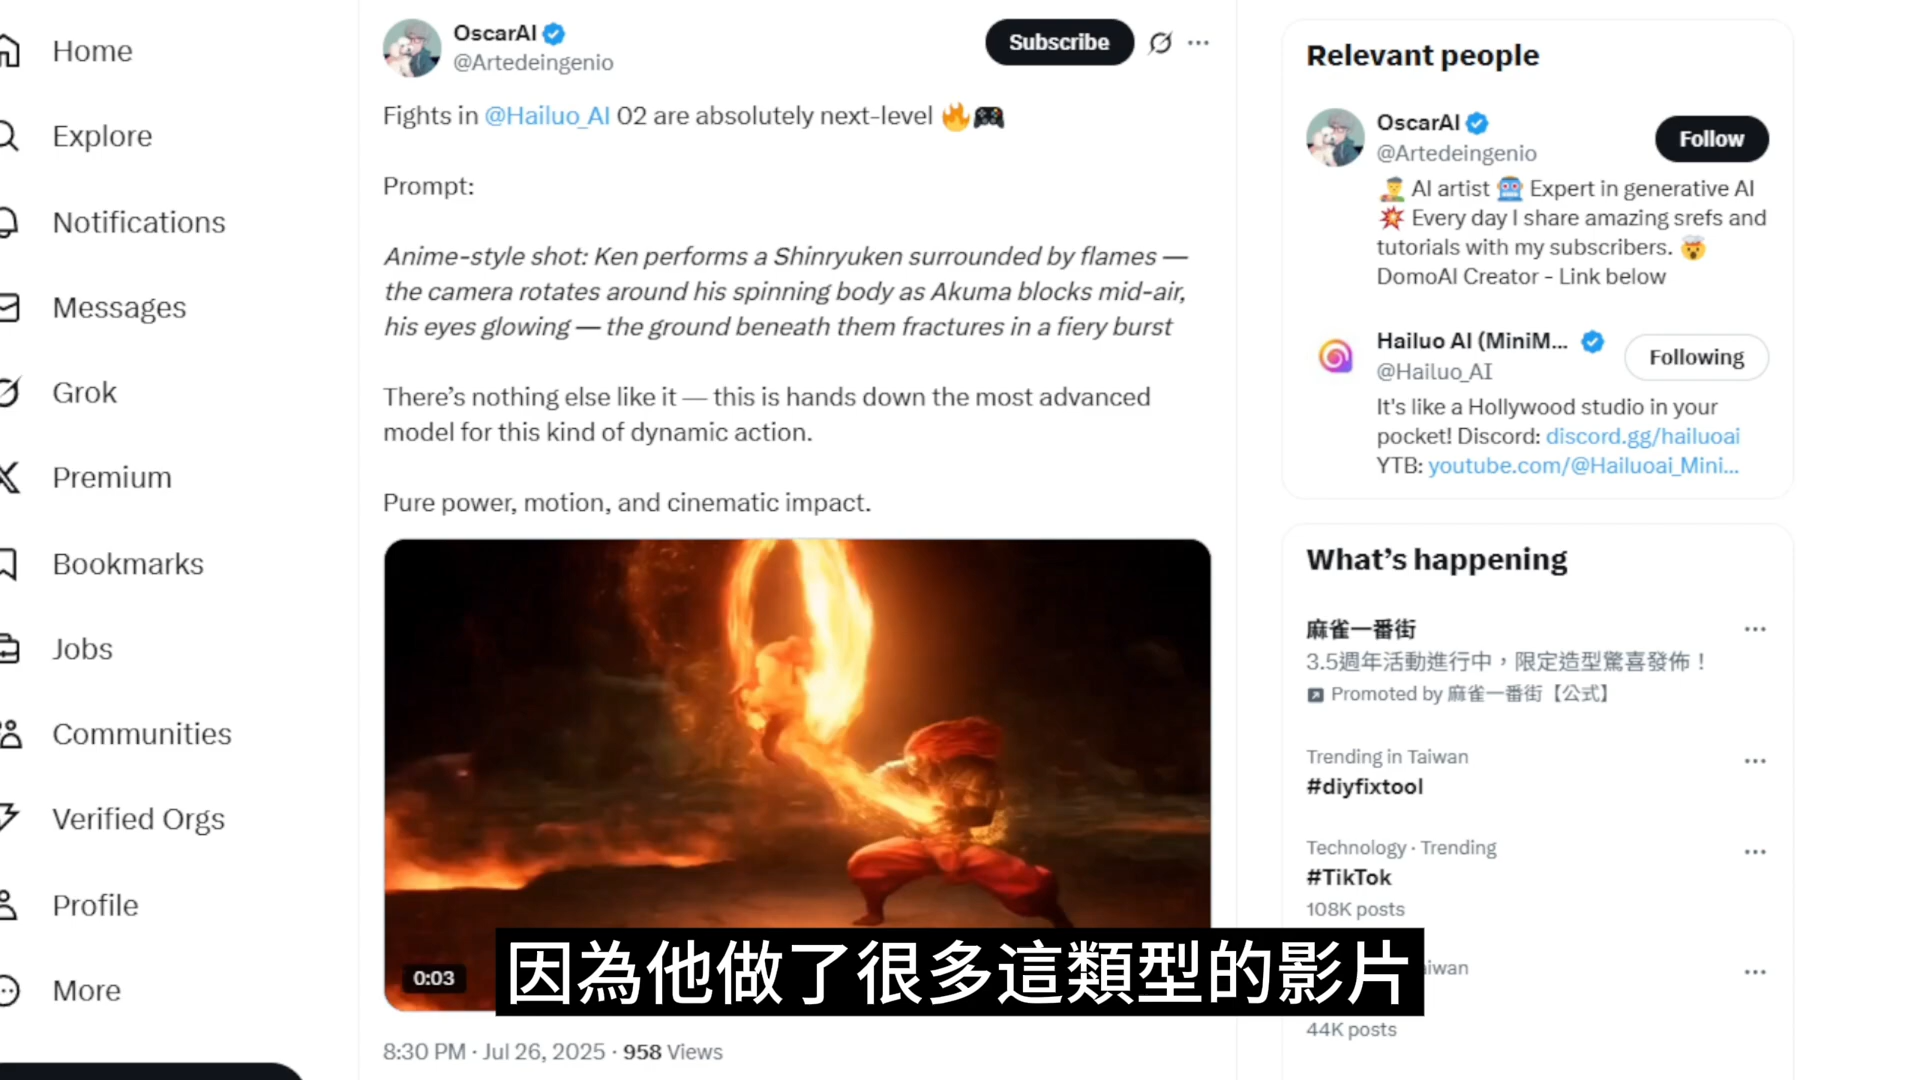 Home
Explore
Notifications
Messages
Grok
Premium
Bookmarks
Jobs
Communities
Verified Orgs
Profile
More
OscarAI
@Artedeingenio
Subscribe
Fights in @Hailuo_AI 02 are absolutely next-level 🔥🎮
Prompt:
Anime-style shot: Ken performs a Shinryuken surrounded by flames —
the camera rotates around his spinning body as Akuma blocks mid-air,
his eyes glowing — the ground beneath them fractures in a fiery burst
There’s nothing else like it — this is hands down the most advanced
model for this kind of dynamic action.
Pure power, motion, and cinematic impact.
0:03
因為他做了很多這類型的影片
8:30 PM · Jul 26, 2025 · 958 Views
Relevant people
OscarAI
@Artedeingenio
Follow
👨‍🎨 AI artist 🤖 Expert in generative AI
💥 Every day I share amazing srefs and
tutorials with my subscribers. 🤯
DomoAI Creator - Link below
Hailuo AI (MiniM...
@Hailuo_AI
Following
It's like a Hollywood studio in your
pocket! Discord: discord.gg/hailuoai
YTB: youtube.com/@Hailuoai_Mini...
What’s happening
麻雀一番街
3.5週年活動進行中，限定造型驚喜發佈！
Promoted by 麻雀一番街【公式】
Trending in Taiwan
#diyfixtool
Technology · Trending
#TikTok
108K posts
44K posts